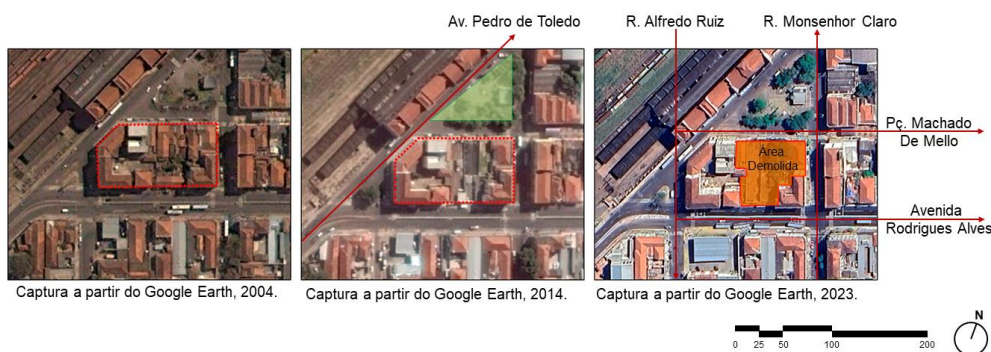 Av. Pedro de Toledo
R. Alfredo Ruiz
R. Monsenhor Claro
Pç. Machado
De Mello
Área
Demolida
Avenida
Rodrigues Alves
Captura a partir do Google Earth, 2004.
Captura a partir do Google Earth, 2014.
Captura a partir do Google Earth, 2023.
N
0 25 50 100 200